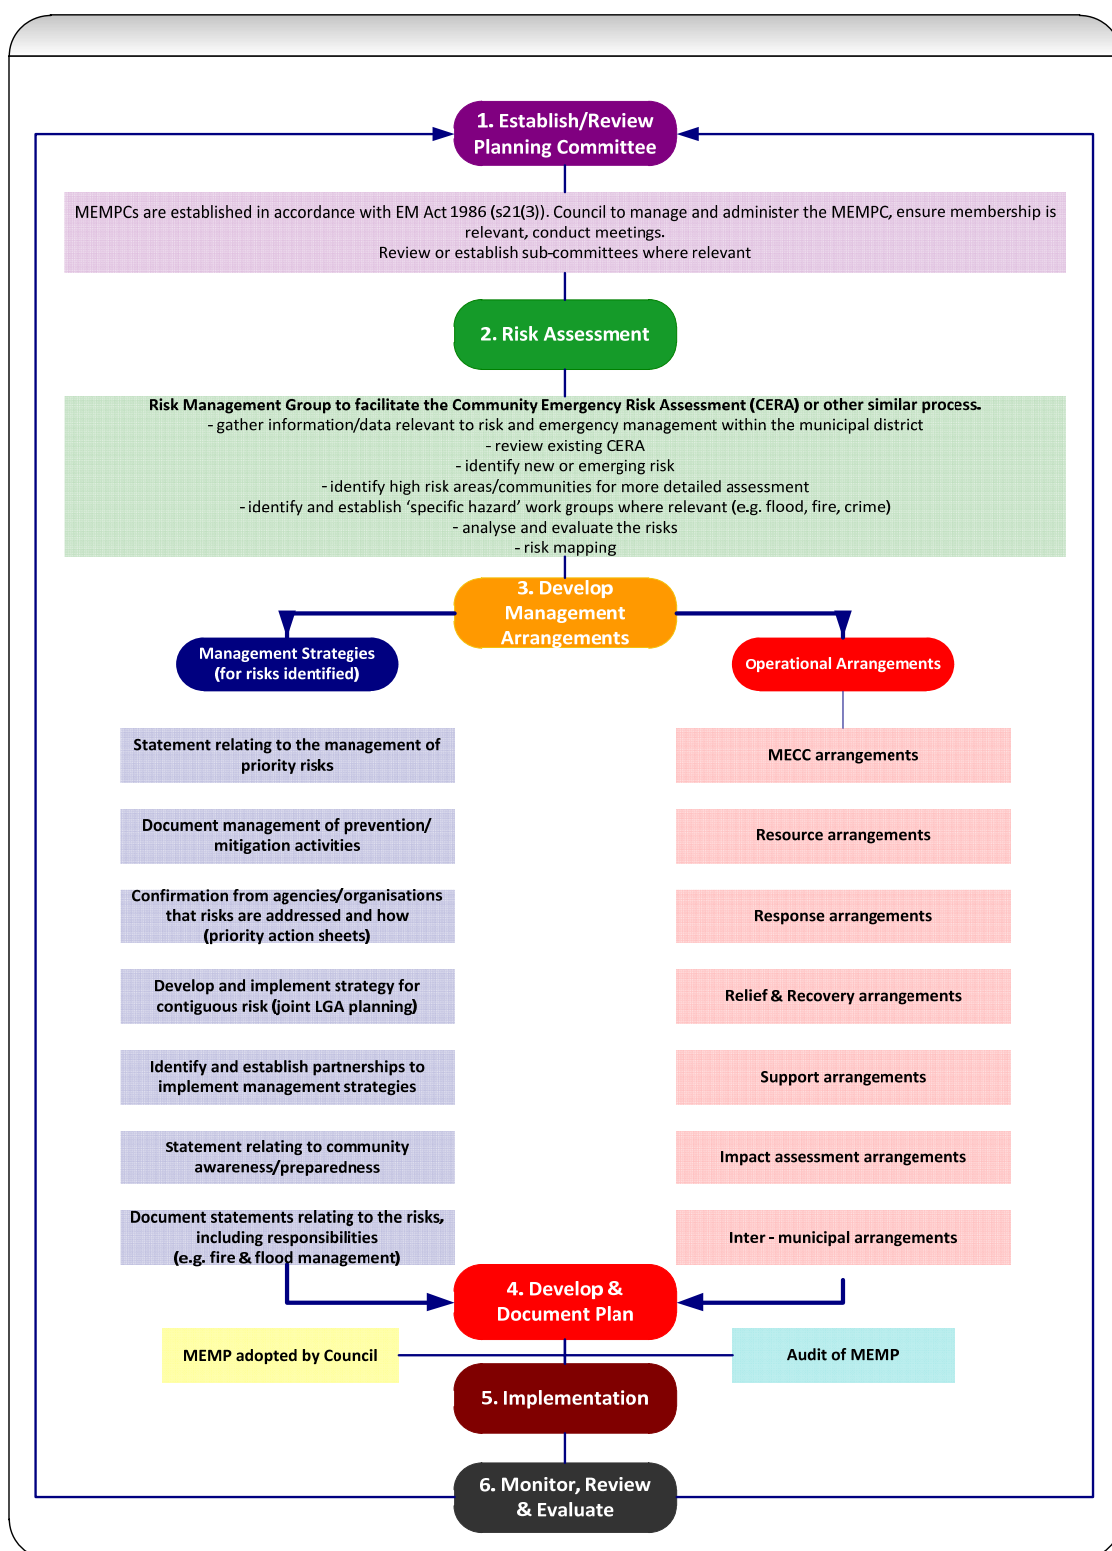 1. Establish/Review
Planning Committee
MEMPCs are established in accordance with EM Act 1986 (s21(3)). Council to manage and administer the MEMPC, ensure membership is
relevant, conduct meetings.
Review or establish sub-committees where relevant
2. Risk Assessment
Risk Management Group to facilitate the Community Emergency Risk Assessment (CERA) or other similar process.
- gather information/data relevant to risk and emergency management within the municipal district
- review existing CERA
- identify new or emerging risk
- identify high risk areas/communities for more detailed assessment
- identify and establish ‘specific hazard’ work groups where relevant (e.g. flood, fire, crime)
- analyse and evaluate the risks
- risk mapping
3. Develop
Management
Arrangements
Management Strategies
(for risks identified)
Statement relating to the management of
priority risks
Document management of prevention/
mitigation activities
Confirmation from agencies/organisations
that risks are addressed and how
(priority action sheets)
Develop and implement strategy for
contiguous risk (joint LGA planning)
Identify and establish partnerships to
implement management strategies
Statement relating to community
awareness/preparedness
Document statements relating to the risks,
including responsibilities
(e.g. fire & flood management)
Operational Arrangements
MECC arrangements
Resource arrangements
Response arrangements
Relief & Recovery arrangements
Support arrangements
Impact assessment arrangements
Inter - municipal arrangements
4. Develop &
Document Plan
MEMP adopted by Council
Audit of MEMP
5. Implementation
6. Monitor, Review
& Evaluate